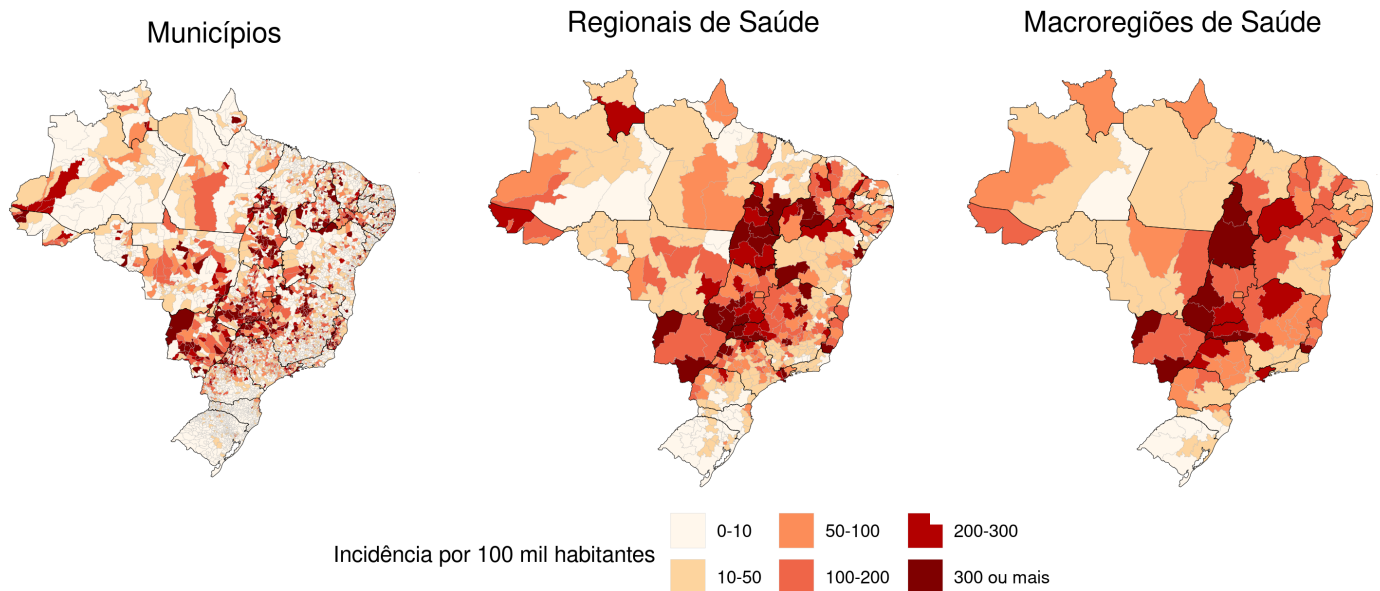 Municípios
Regionais de Saúde
Macroregiões de Saúde
Incidência por 100 mil habitantes
0-10
50-100
200-300
10-50
100-200
300 ou mais